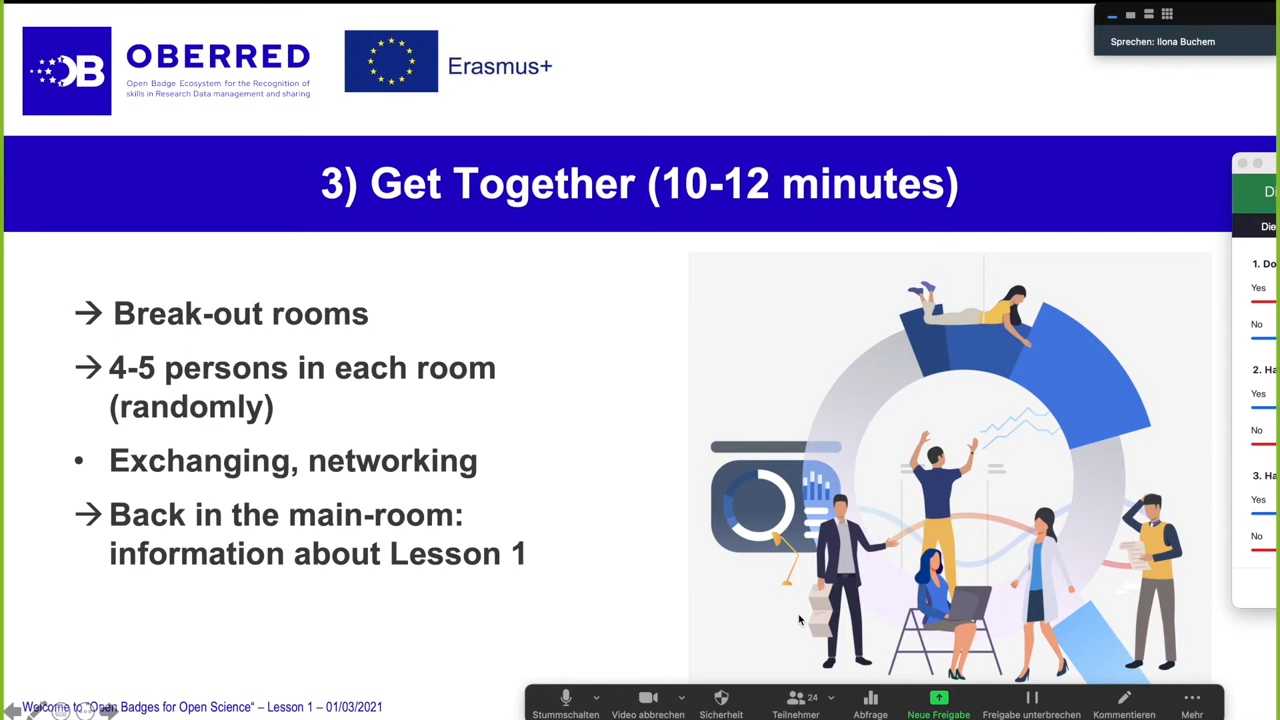 OBERRED
Open Badge Ecosystem for the Recognition of
skills in Research Data management and sharing
OB
Erasmus+
Sprechen: Ilona Buchem
3) Get Together (10-12 minutes)
→ Break-out rooms
→ 4-5 persons in each room
(randomly)
• Exchanging, networking
→ Back in the main-room:
information about Lesson 1
Die
1. Do
Yes
No
2. Ha
Yes
No
3. Ha
Yes
No
Welcome to "Open Badges for Open Science“ – Lesson 1 – 01/03/2021
24
Stummschalten
Video abbrechen
Sicherheit
Teilnehmer
Abfrage
Neue Freigabe
Freigabe unterbrechen
Kommentieren
Mehr